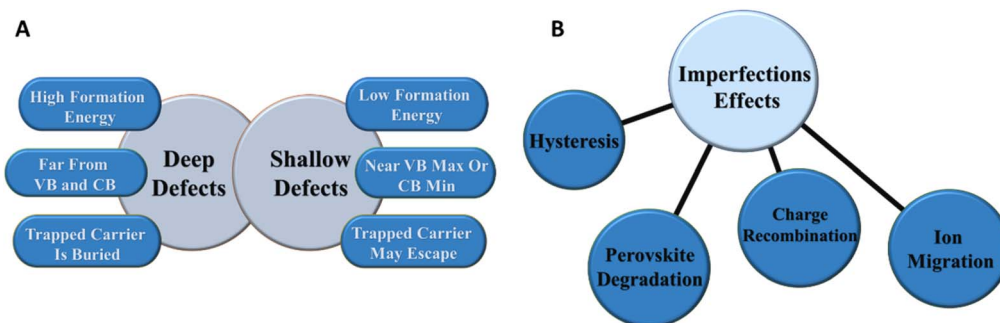 A
High Formation
Energy
Far From
VB and CB
Trapped Carrier
Is Buried
Deep
Defects
Shallow
Defects
Low Formation
Energy
Near VB Max Or
CB Min
Trapped Carrier
May Escape
B
Imperfections
Effects
Hysteresis
Perovskite
Degradation
Charge
Recombination
Ion
Migration